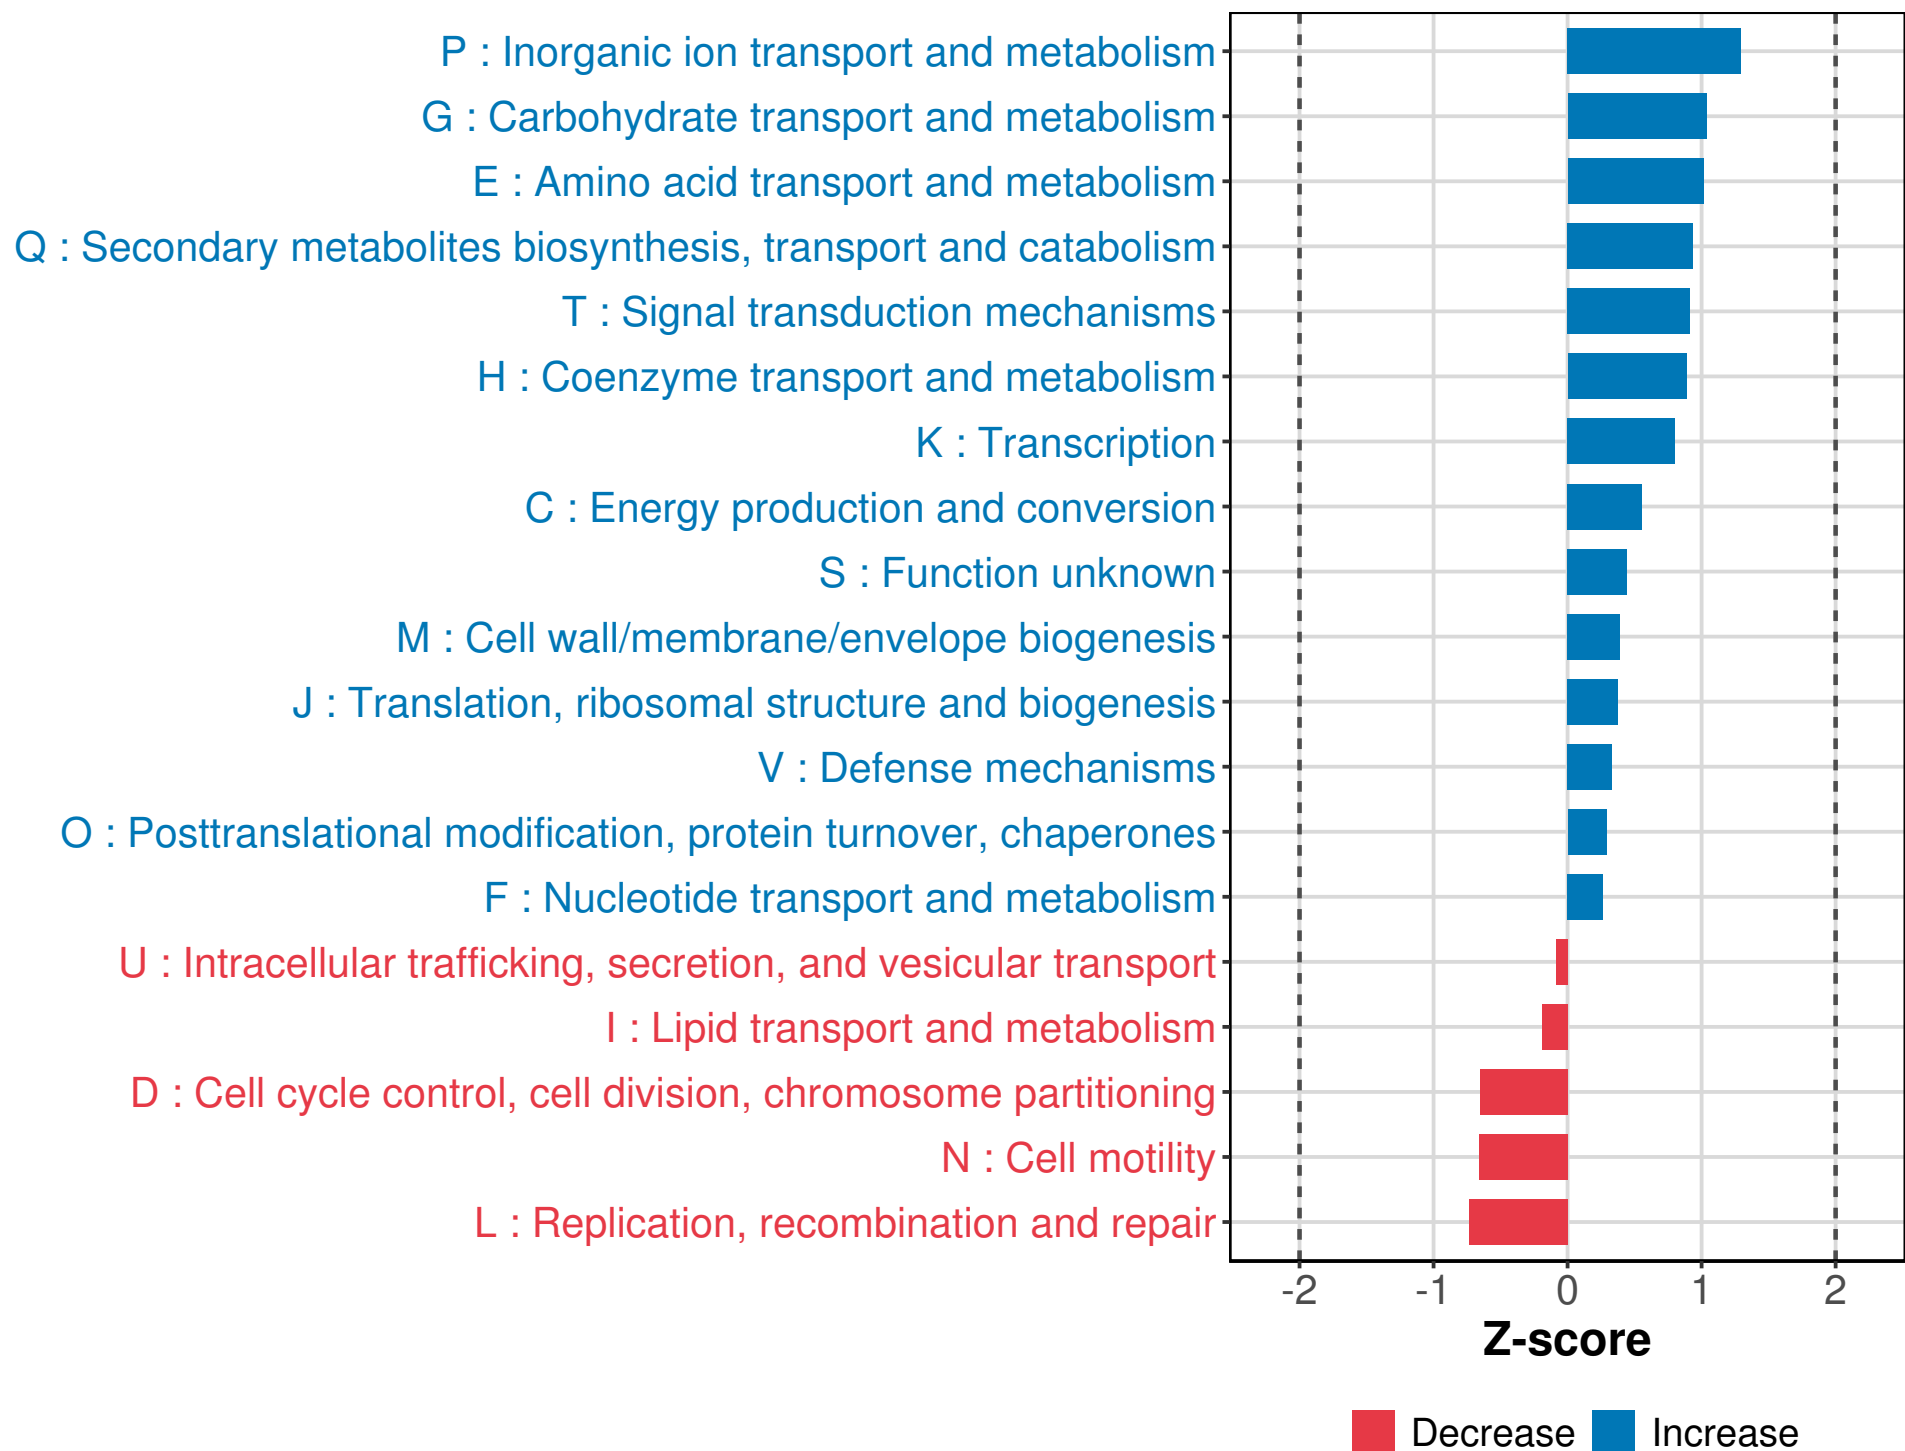 P : Inorganic ion transport and metabolism
G : Carbohydrate transport and metabolism
E : Amino acid transport and metabolism
Q : Secondary metabolites biosynthesis, transport and catabolism
T : Signal transduction mechanisms
H : Coenzyme transport and metabolism
K : Transcription
C : Energy production and conversion
S : Function unknown
M : Cell wall/membrane/envelope biogenesis
J : Translation, ribosomal structure and biogenesis
V : Defense mechanisms
O : Posttranslational modification, protein turnover, chaperones
F : Nucleotide transport and metabolism
U : Intracellular trafficking, secretion, and vesicular transport
I : Lipid transport and metabolism
D : Cell cycle control, cell division, chromosome partitioning
N : Cell motility
L : Replication, recombination and repair
-2 -1 0 1 2
Z-score
Decrease Increase